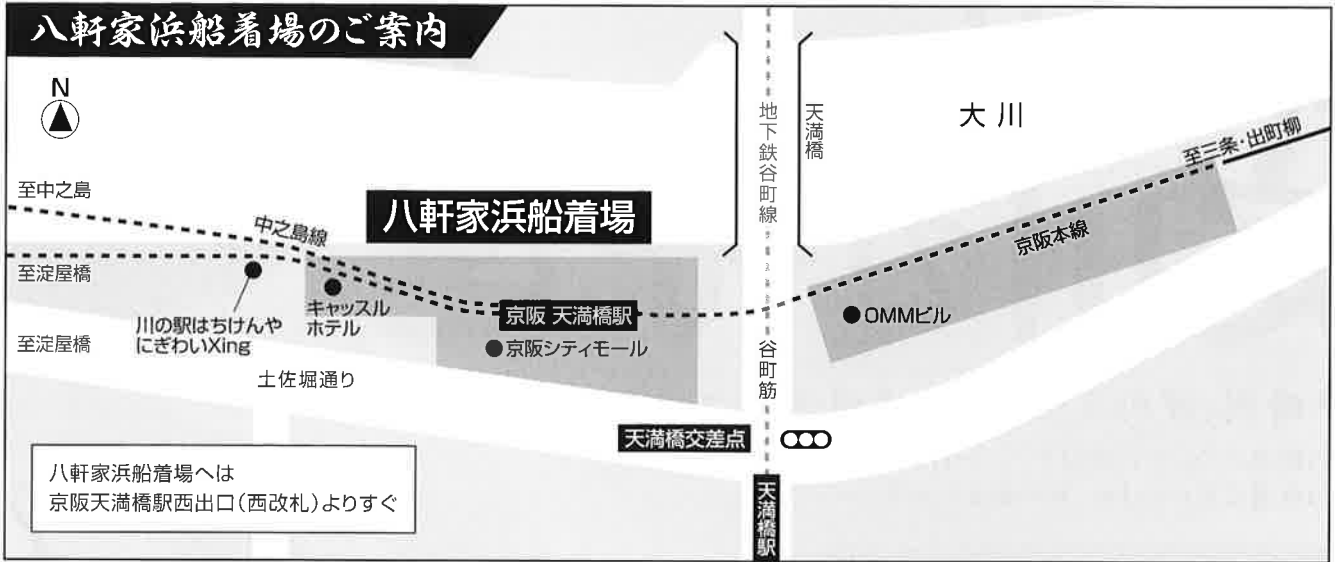 八軒家浜船着場のご案内
N
大川
天満橋
地下鉄谷町線
至三条・出町柳
至中之島
中之島線
八軒家浜船着場
京阪本線
至淀屋橋
川の駅はちけんや
にぎわいXing
キャッスル
ホテル
京阪 天満橋駅
OMMビル
京阪シティモール
至淀屋橋
谷町筋
土佐堀通り
天満橋交差点
八軒家浜船着場へは
京阪天満橋駅西出口(西改札)よりすぐ
天満橋駅